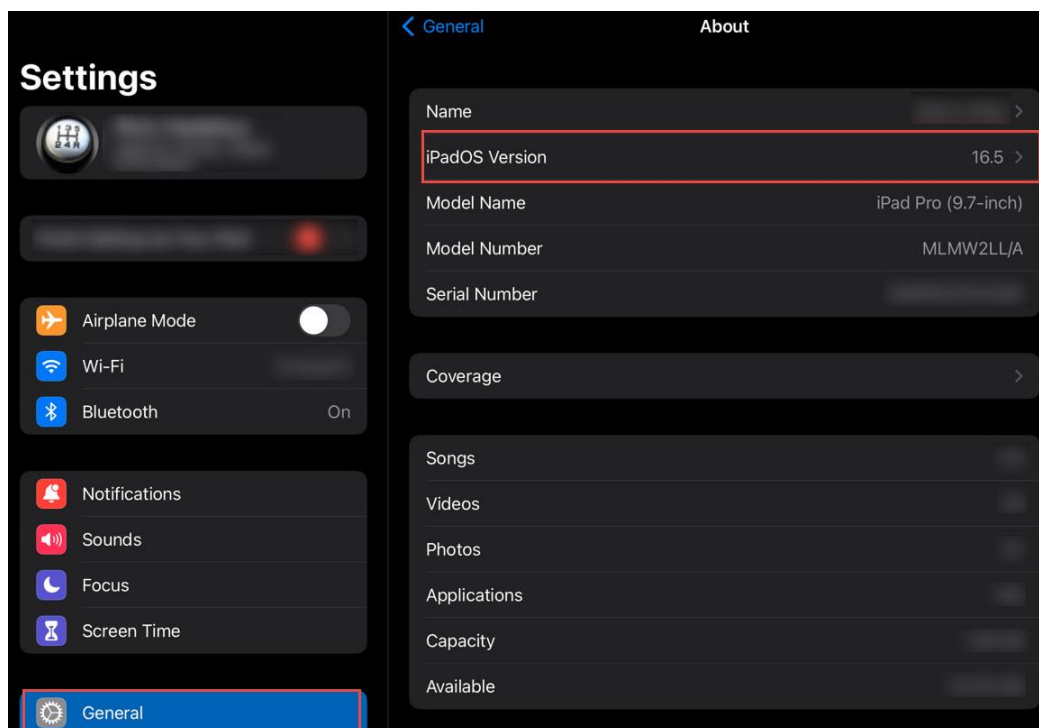 Settings
Airplane Mode
Wi-Fi
Bluetooth On
Notifications
Sounds
Focus
Screen Time
General
General About
Name
iPadOS Version 16.5
Model Name iPad Pro (9.7-inch)
Model Number MLMW2LL/A
Serial Number
Coverage
Songs
Videos
Photos
Applications
Capacity
Available